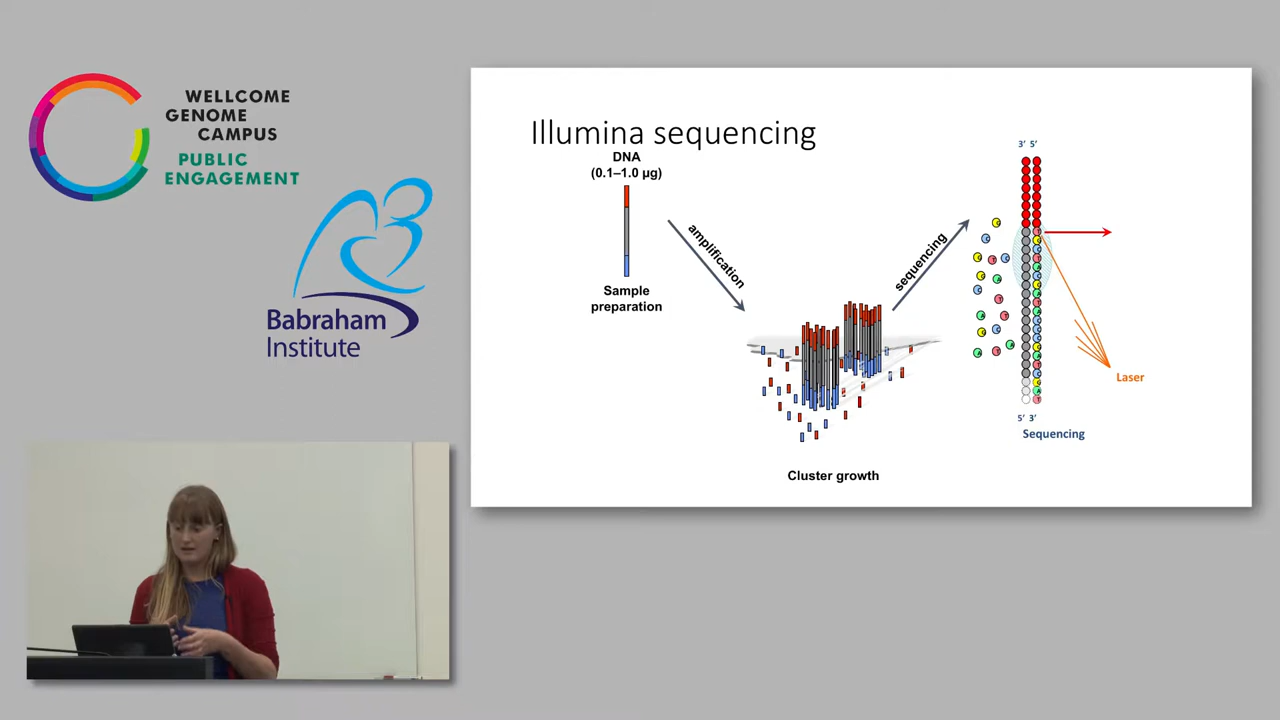 WELLCOME
GENOME
CAMPUS
PUBLIC
ENGAGEMENT
Babraham
Institute
Illumina sequencing
DNA
(0.1–1.0 µg)
Sample
preparation
amplification
Cluster growth
sequencing
3’ 5’
Laser
5’ 3’
Sequencing